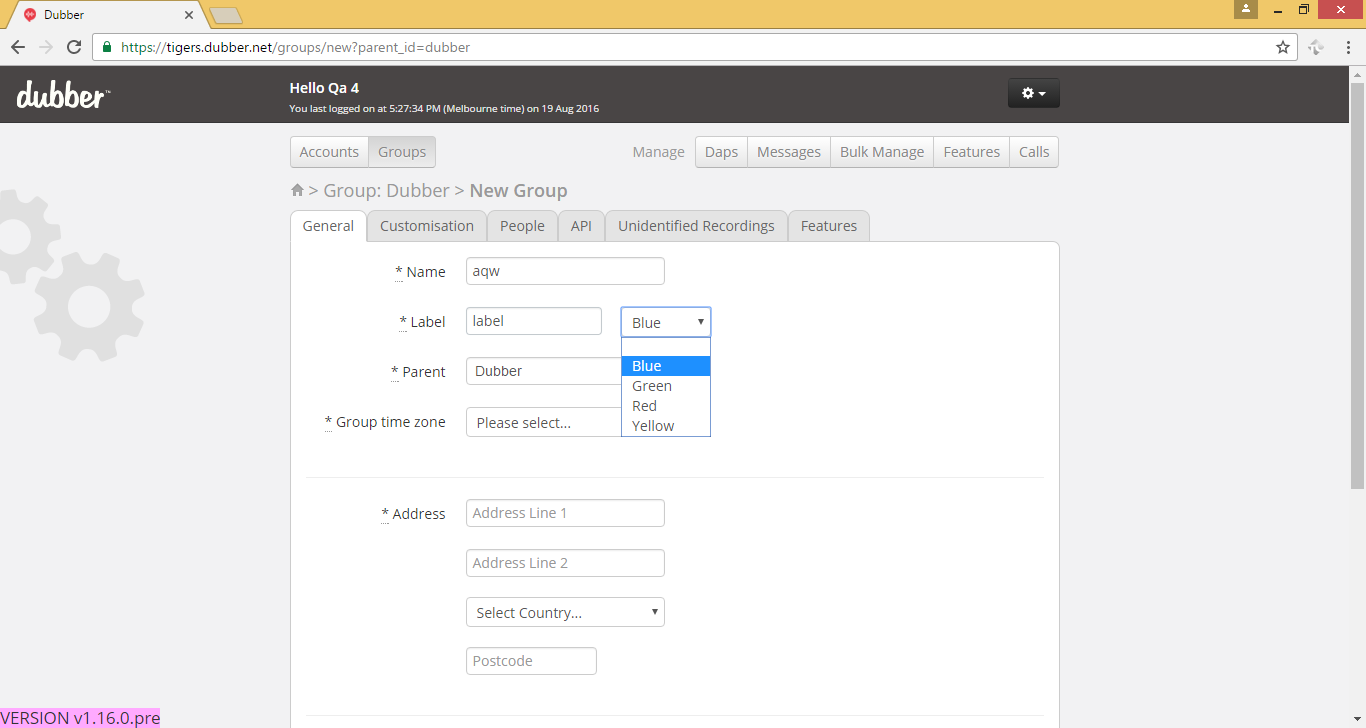 Dubber
https://tigers.dubber.net/groups/new?parent_id=dubber
dubber™
Hello Qa 4
You last logged on at 5:27:34 PM (Melbourne time) on 19 Aug 2016
Accounts Groups Manage Daps Messages Bulk Manage Features Calls
> Group: Dubber > New Group
General Customisation People API Unidentified Recordings Features
* Name aqw
* Label label Blue
* Parent Dubber
Blue
Green
Red
Yellow
* Group time zone Please select...
* Address Address Line 1
Address Line 2
Select Country...
Postcode
VERSION v1.16.0.pre